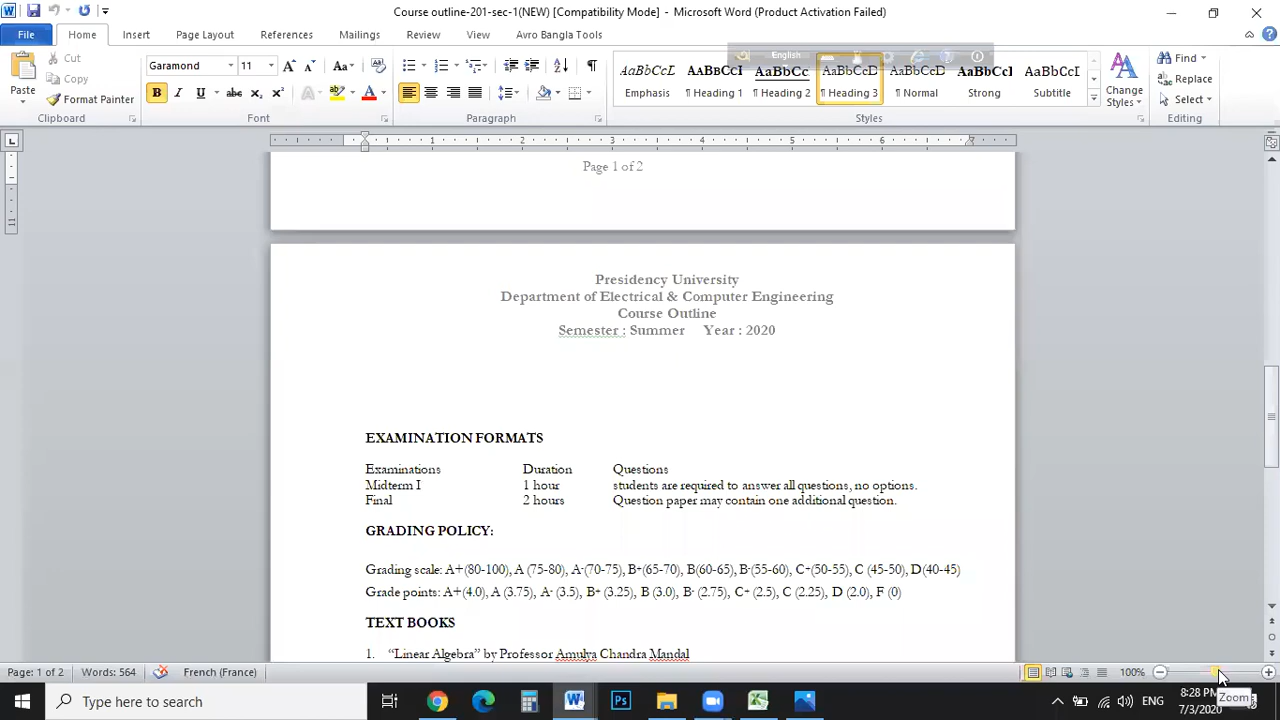 Course outline-201-sec-1(NEW) [Compatibility Mode] - Microsoft Word (Product Activation Failed)
File Home Insert Page Layout References Mailings Review View Avro Bangla Tools
Paste
Cut
Copy
Format Painter
Clipboard
Garamond 11
Font
Paragraph
English
AaBbCcL AaBbCcI AaBbCc AaBbCcD AaBbCcD AaBbCcI AaBbCcD
Emphasis ¶ Heading 1 ¶ Heading 2 ¶ Heading 3 ¶ Normal Strong Subtitle
Styles
Change Styles
Find
Replace
Select
Editing
1 2 3 4 5 6
Page 1 of 2
Presidency University
Department of Electrical & Computer Engineering
Course Outline
Semester : Summer Year : 2020
EXAMINATION FORMATS
Examinations Duration Questions
Midterm I 1 hour students are required to answer all questions, no options.
Final 2 hours Question paper may contain one additional question.
GRADING POLICY:
Grading scale: A+(80-100), A (75-80), A-(70-75), B+(65-70), B(60-65), B-(55-60), C+(50-55), C (45-50), D(40-45)
Grade points: A+(4.0), A (3.75), A- (3.5), B+ (3.25), B (3.0), B- (2.75), C+ (2.5), C (2.25), D (2.0), F (0)
TEXT BOOKS
1. “Linear Algebra” by Professor Amulya Chandra Mandal
Page: 1 of 2 Words: 564 French (France) 100%
Zoom
Type here to search
ENG
8:28 PM
7/3/2020